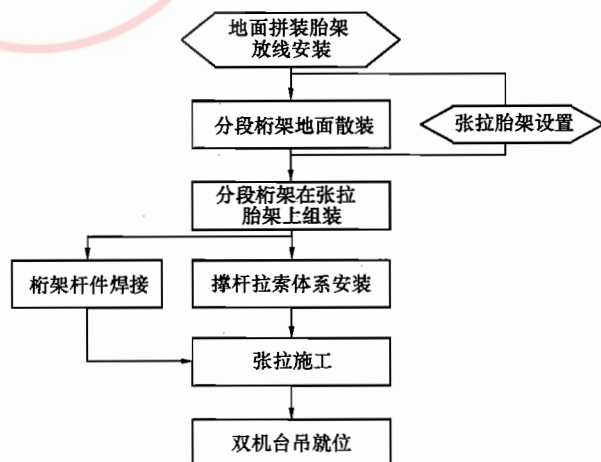 地面拼装胎架
放线安装
分段桁架地面散装
张拉胎架设置
分段桁架在张拉
胎架上组装
桁架杆件焊接
撑杆拉索体系安装
张拉施工
双机台吊就位